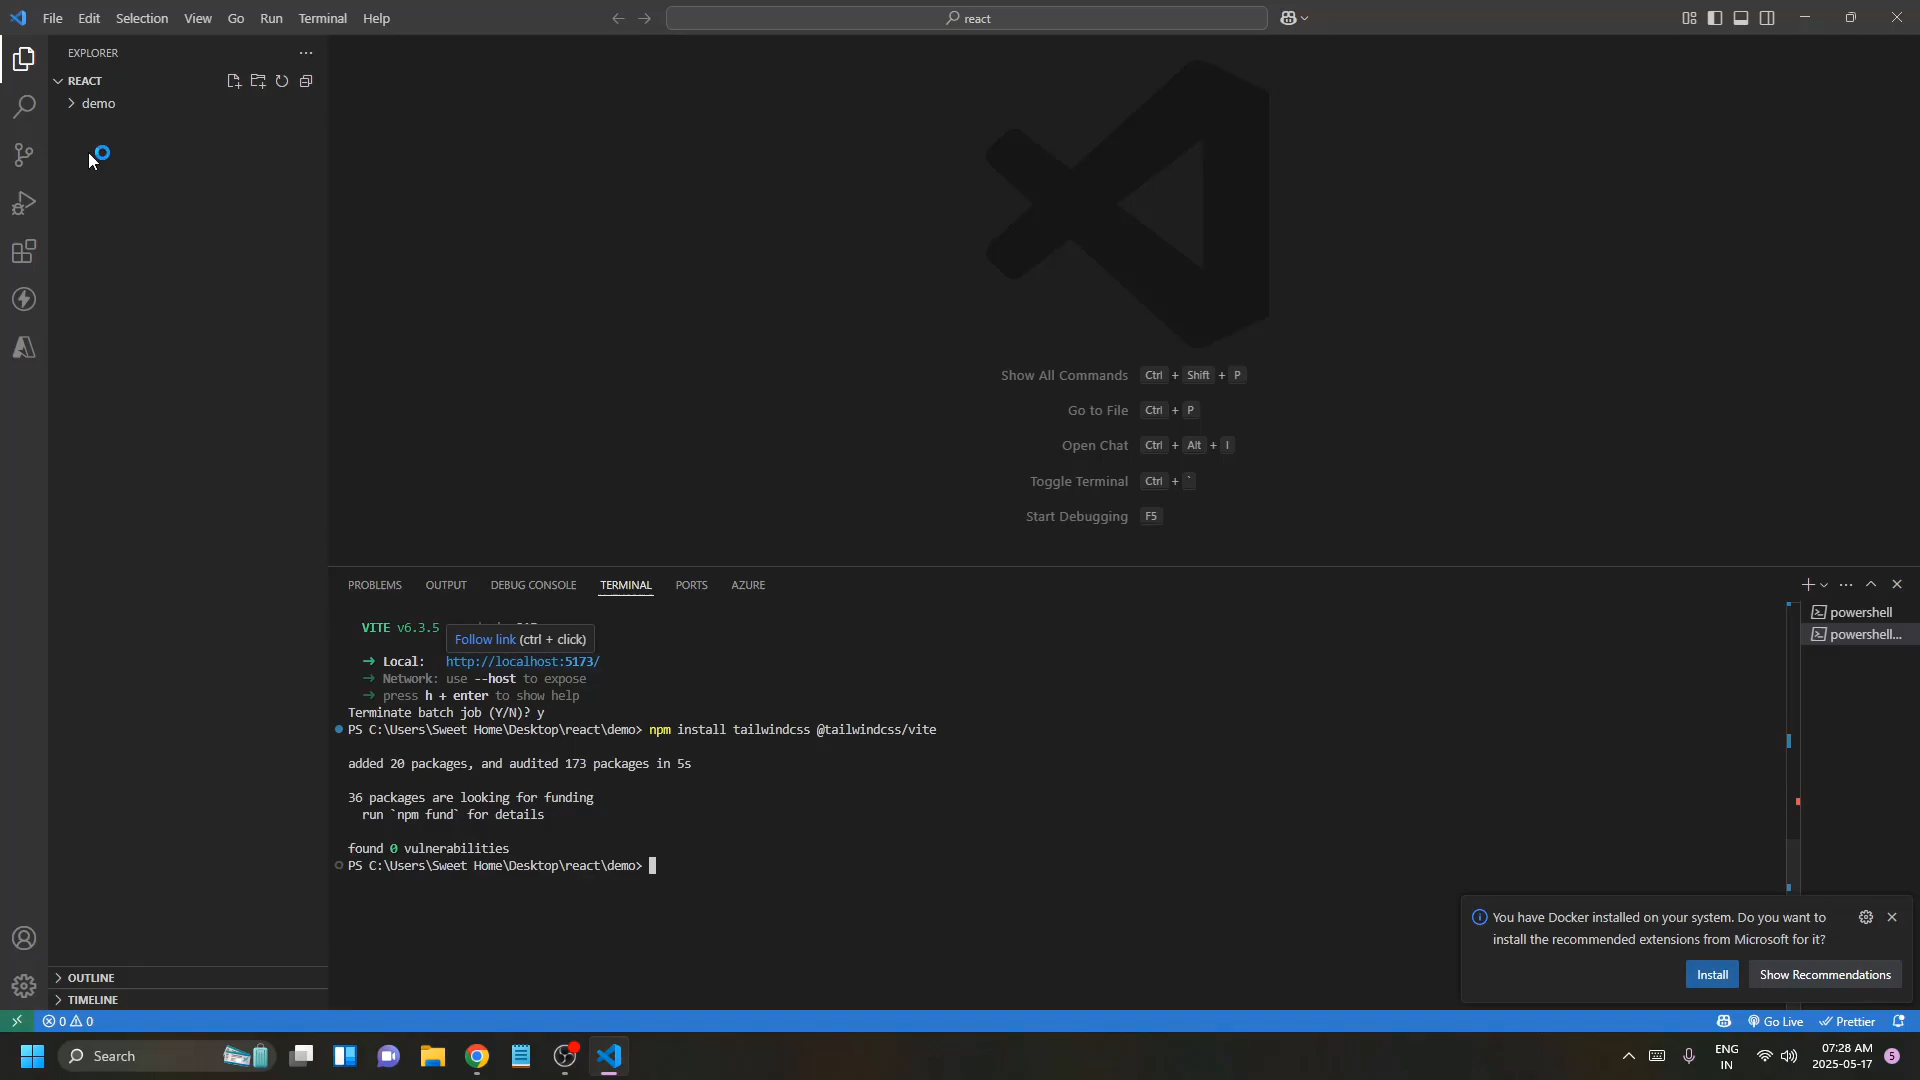 File Edit Selection View Go Run Terminal Help
react
EXPLORER
REACT
demo
Show All Commands Ctrl + Shift + P
Go to File Ctrl + P
Open Chat Ctrl + Alt + I
Toggle Terminal Ctrl + `
Start Debugging F5
PROBLEMS OUTPUT DEBUG CONSOLE TERMINAL PORTS AZURE
powershell
powershell...
VITE v6.3.5
Follow link (ctrl + click)
➜ Local: http://localhost:5173/
➜ Network: use --host to expose
➜ press h + enter to show help
Terminate batch job (Y/N)? y
PS C:\Users\Sweet Home\Desktop\react\demo> npm install tailwindcss @tailwindcss/vite
added 20 packages, and audited 173 packages in 5s
36 packages are looking for funding
run `npm fund` for details
found 0 vulnerabilities
PS C:\Users\Sweet Home\Desktop\react\demo>
You have Docker installed on your system. Do you want to
install the recommended extensions from Microsoft for it?
Install Show Recommendations
OUTLINE
TIMELINE
0 0
Go Live Prettier
Search
ENG
IN
07:28 AM
2025-05-17
5